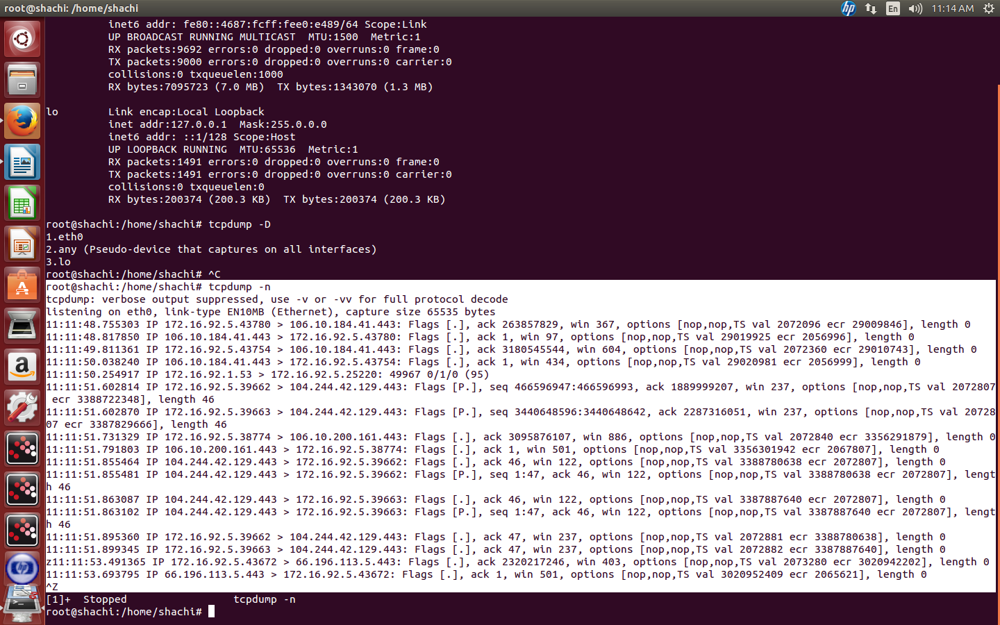 root@shachi: /home/shachi
En
11:14 AM
inet6 addr: fe80::4687:fcff:fee0:e489/64 Scope:Link
UP BROADCAST RUNNING MULTICAST  MTU:1500  Metric:1
RX packets:9692 errors:0 dropped:0 overruns:0 frame:0
TX packets:9000 errors:0 dropped:0 overruns:0 carrier:0
collisions:0 txqueuelen:1000
RX bytes:7095723 (7.0 MB)  TX bytes:1343070 (1.3 MB)
lo        Link encap:Local Loopback
inet addr:127.0.0.1  Mask:255.0.0.0
inet6 addr: ::1/128 Scope:Host
UP LOOPBACK RUNNING  MTU:65536  Metric:1
RX packets:1491 errors:0 dropped:0 overruns:0 frame:0
TX packets:1491 errors:0 dropped:0 overruns:0 carrier:0
collisions:0 txqueuelen:0
RX bytes:200374 (200.3 KB)  TX bytes:200374 (200.3 KB)
root@shachi:/home/shachi# tcpdump -D
1.eth0
2.any (Pseudo-device that captures on all interfaces)
3.lo
root@shachi:/home/shachi# ^C
root@shachi:/home/shachi# tcpdump -n
tcpdump: verbose output suppressed, use -v or -vv for full protocol decode
listening on eth0, link-type EN10MB (Ethernet), capture size 65535 bytes
11:11:48.755303 IP 172.16.92.5.43780 > 106.10.184.41.443: Flags [.], ack 263857829, win 367, options [nop,nop,TS val 2072096 ecr 29009846], length 0
11:11:48.817850 IP 106.10.184.41.443 > 172.16.92.5.43780: Flags [.], ack 1, win 97, options [nop,nop,TS val 29019925 ecr 2056996], length 0
11:11:49.811361 IP 172.16.92.5.43754 > 106.10.184.41.443: Flags [.], ack 3180545544, win 604, options [nop,nop,TS val 2072360 ecr 29010743], length 0
11:11:50.038240 IP 106.10.184.41.443 > 172.16.92.5.43754: Flags [.], ack 1, win 434, options [nop,nop,TS val 29020981 ecr 2056999], length 0
11:11:50.254917 IP 172.16.92.1.53 > 172.16.92.5.25220: 49967 0/1/0 (95)
11:11:51.602814 IP 172.16.92.5.39662 > 104.244.42.129.443: Flags [P.], seq 466596947:466596993, ack 1889999207, win 237, options [nop,nop,TS val 2072807
ecr 3388722348], length 46
11:11:51.602870 IP 172.16.92.5.39663 > 104.244.42.129.443: Flags [P.], seq 3440648596:3440648642, ack 2287316051, win 237, options [nop,nop,TS val 20728
07 ecr 3387829666], length 46
11:11:51.731329 IP 172.16.92.5.38774 > 106.10.200.161.443: Flags [.], ack 3095876107, win 886, options [nop,nop,TS val 2072840 ecr 3356291879], length 0
11:11:51.791803 IP 106.10.200.161.443 > 172.16.92.5.38774: Flags [.], ack 1, win 501, options [nop,nop,TS val 3356301942 ecr 2067807], length 0
11:11:51.855464 IP 104.244.42.129.443 > 172.16.92.5.39662: Flags [.], ack 46, win 122, options [nop,nop,TS val 3388780638 ecr 2072807], length 0
11:11:51.855481 IP 104.244.42.129.443 > 172.16.92.5.39662: Flags [P.], seq 1:47, ack 46, win 122, options [nop,nop,TS val 3388780638 ecr 2072807], lengt
h 46
11:11:51.863087 IP 104.244.42.129.443 > 172.16.92.5.39663: Flags [.], ack 46, win 122, options [nop,nop,TS val 3387887640 ecr 2072807], length 0
11:11:51.863102 IP 104.244.42.129.443 > 172.16.92.5.39663: Flags [P.], seq 1:47, ack 46, win 122, options [nop,nop,TS val 3387887640 ecr 2072807], lengt
h 46
11:11:51.895360 IP 172.16.92.5.39662 > 104.244.42.129.443: Flags [.], ack 47, win 237, options [nop,nop,TS val 2072881 ecr 3388780638], length 0
11:11:51.899345 IP 172.16.92.5.39663 > 104.244.42.129.443: Flags [.], ack 47, win 237, options [nop,nop,TS val 2072882 ecr 3387887640], length 0
z11:11:53.491365 IP 172.16.92.5.43672 > 66.196.113.5.443: Flags [.], ack 2320217246, win 403, options [nop,nop,TS val 2073280 ecr 3020942202], length 0
11:11:53.693795 IP 66.196.113.5.443 > 172.16.92.5.43672: Flags [.], ack 1, win 501, options [nop,nop,TS val 3020952409 ecr 2065621], length 0
^Z
[1]+  Stopped                 tcpdump -n
root@shachi:/home/shachi#